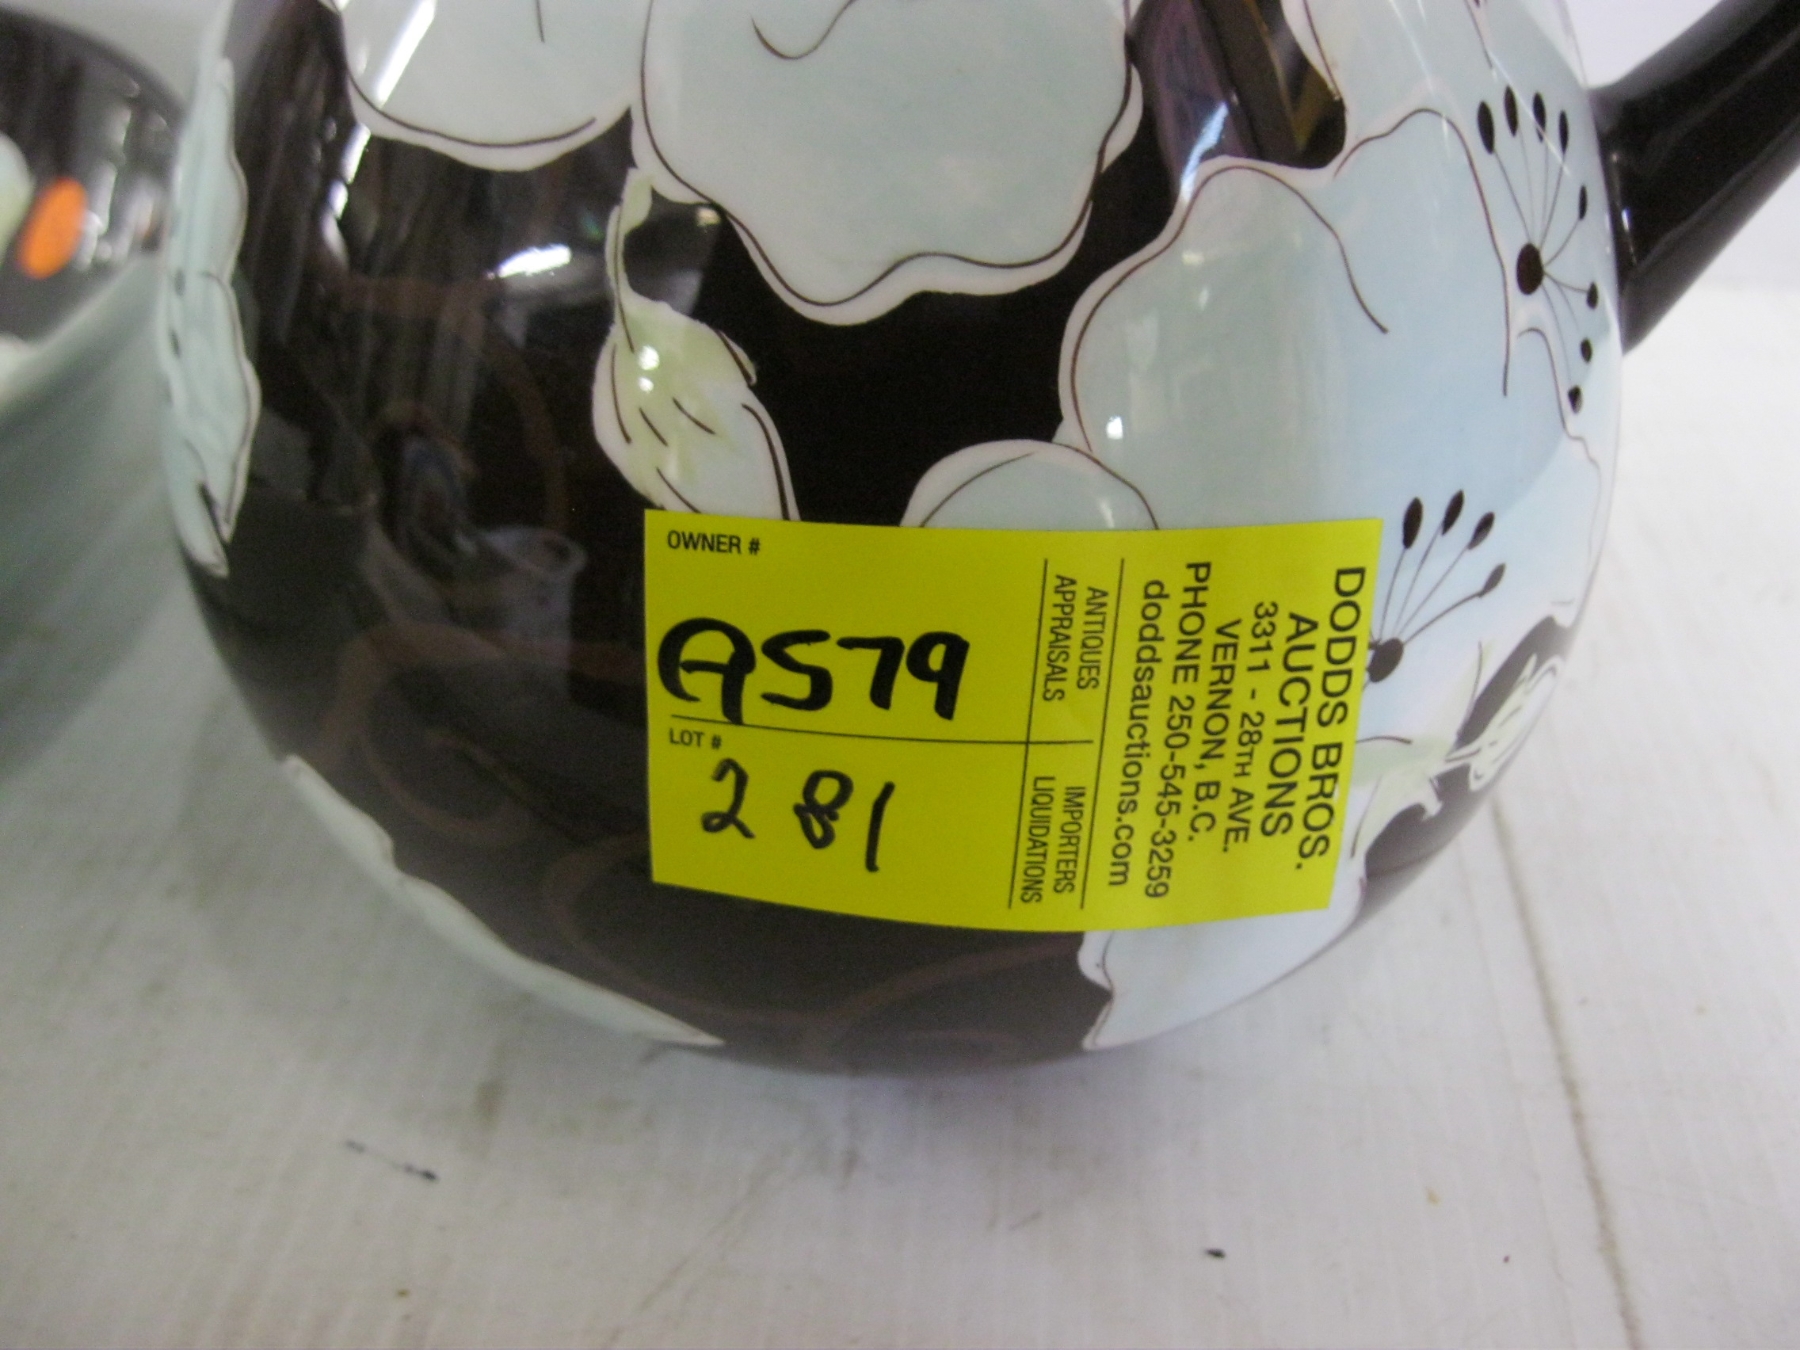 OWNER #
A579
LOT #
281
ANTIQUES
APPRAISALS
IMPORTERS
LIQUIDATIONS
DODDS BROS.
AUCTIONS
3311 - 28TH AVE.
VERNON, B.C.
PHONE 250-545-3259
doddsauctions.com